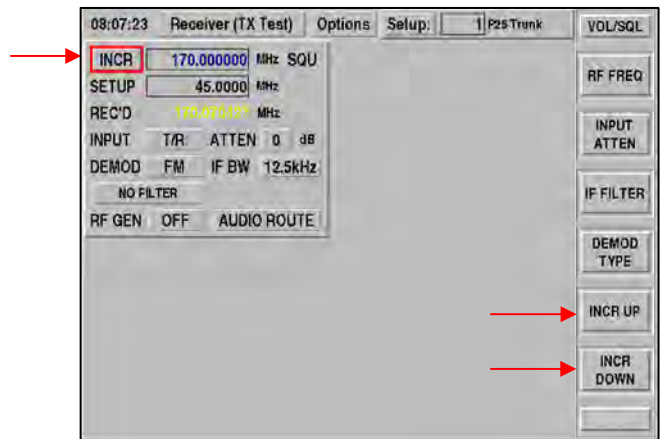 08:07:23 Receiver (TX Test) Options Setup: 1 P25 Trunk
INCR 170.000000 MHz SQU
SETUP 45.0000 MHz
REC'D MHz
INPUT T/R ATTEN 0 dB
DEMOD FM IF BW 12.5kHz
NO FILTER
RF GEN OFF AUDIO ROUTE
VOL/SQL
RF FREQ
INPUT
ATTEN
IF FILTER
DEMOD
TYPE
INCR UP
INCR
DOWN